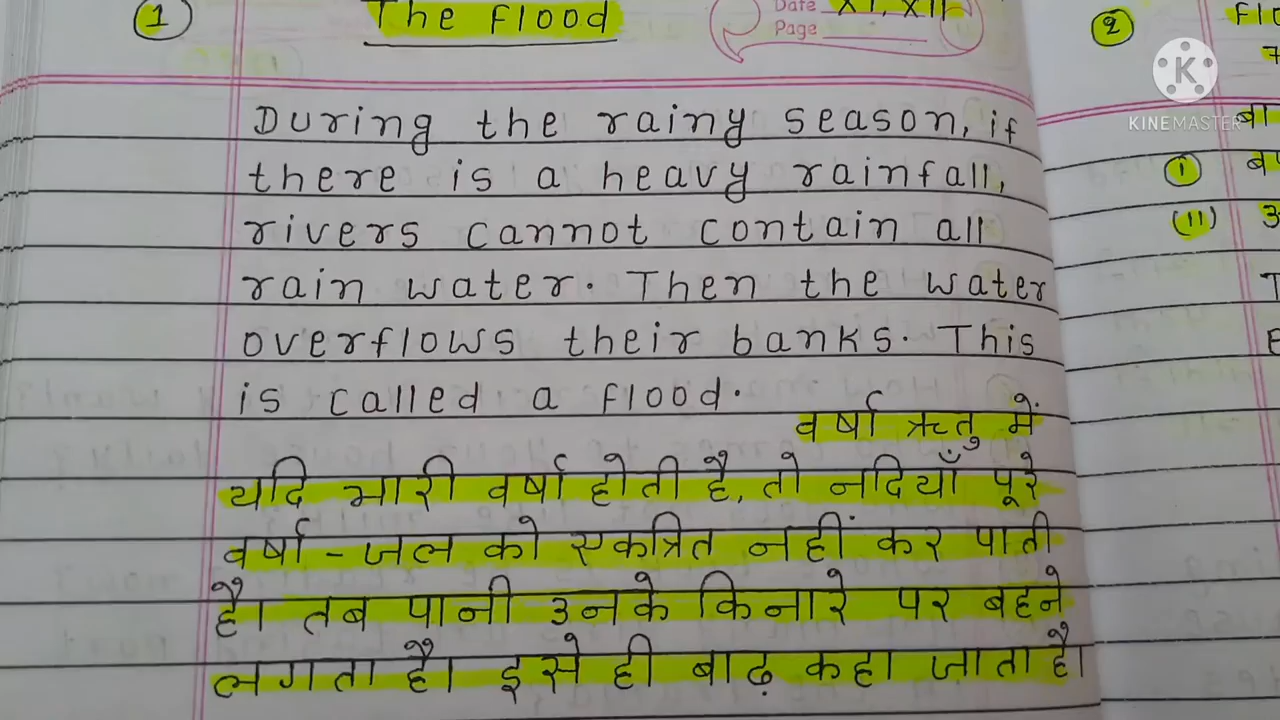 1
The Flood
Date XI, XII
Page
During the rainy season, if
there is a heavy rainfall,
rivers cannot contain all
rain water. Then the water
overflows their banks. This
is called a flood.
वर्षा ऋतु में
यदि भारी वर्षा होती है, तो नदियाँ पूरे
वर्षा - जल को एकत्रित नहीं कर पाती
है। तब पानी उनके किनारे पर बहने
लगता है। इसे ही बाढ़ कहा जाता है।
2
i
(II)
KINEMASTER